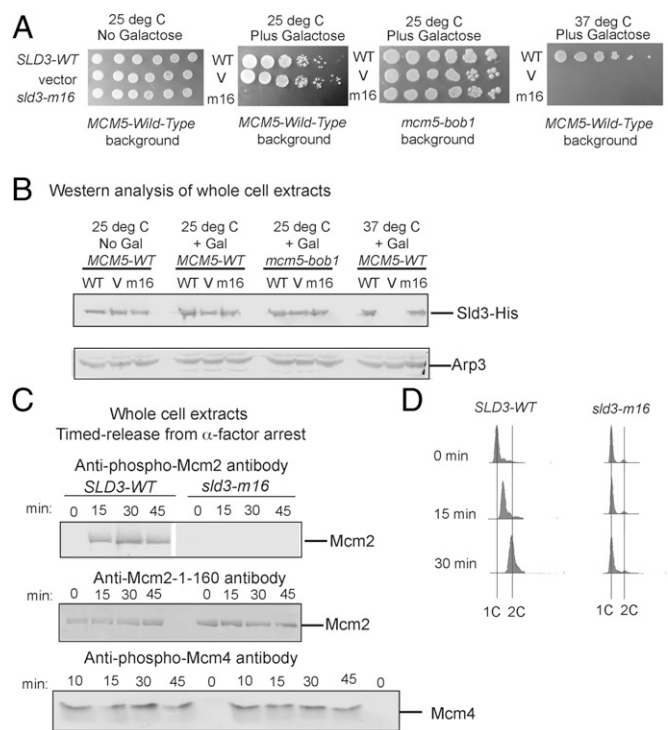 A
25 deg C
No Galactose
25 deg C
Plus Galactose
25 deg C
Plus Galactose
37 deg C
Plus Galactose
SLD3-WT
vector
sld3-m16
WT
V
m16
WT
V
m16
WT
V
m16
MCM5-Wild-Type
background
MCM5-Wild-Type
background
mcm5-bob1
background
MCM5-Wild-Type
background
B Western analysis of whole cell extracts
25 deg C
No Gal
MCM5-WT
25 deg C
+ Gal
MCM5-WT
25 deg C
+ Gal
mcm5-bob1
37 deg C
+ Gal
MCM5-WT
WT V m16 WT V m16 WT V m16 WT V m16
Sld3-His
Arp3
C
Whole cell extracts
Timed-release from α-factor arrest
Anti-phospho-Mcm2 antibody
SLD3-WT sld3-m16
min: 0 15 30 45 0 15 30 45
Mcm2
Anti-Mcm2-1-160 antibody
0 15 30 45 0 15 30 45
Mcm2
Anti-phospho-Mcm4 antibody
min: 10 15 30 45 0 10 15 30 45 0
Mcm4
D
SLD3-WT sld3-m16
0 min
15 min
30 min
1C 2C 1C 2C